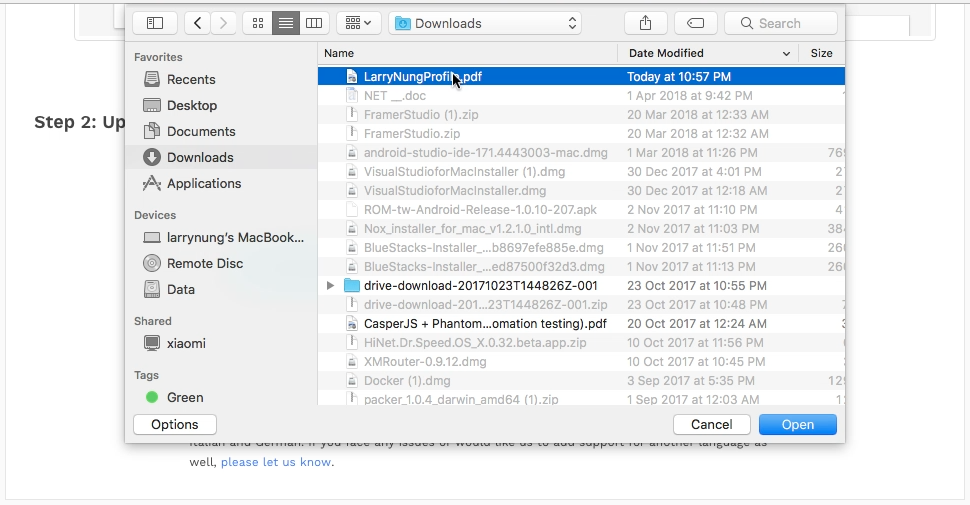 Downloads
Search
Favorites
Recents
Desktop
Documents
Downloads
Applications
Devices
larrynung's MacBook...
Remote Disc
Data
Shared
xiaomi
Tags
Green
Name Date Modified Size
LarryNungProfile.pdf Today at 10:57 PM
NET __.doc 1 Apr 2018 at 9:42 PM
FramerStudio (1).zip 20 Mar 2018 at 12:33 AM
FramerStudio.zip 20 Mar 2018 at 12:32 AM
android-studio-ide-171.4443003-mac.dmg 1 Mar 2018 at 11:26 PM 769
VisualStudioforMacInstaller (1).dmg 30 Dec 2017 at 4:01 PM 2
VisualStudioforMacInstaller.dmg 30 Dec 2017 at 12:18 AM 2
ROM-tw-Android-Release-1.0.10-207.apk 2 Nov 2017 at 11:10 PM 4
Nox_installer_for_mac_v1.2.1.0_intl.dmg 2 Nov 2017 at 11:03 PM 384
BlueStacks-Installer_...b8697efe885e.dmg 1 Nov 2017 at 11:51 PM 266
BlueStacks-Installer_...ed87500f32d3.dmg 1 Nov 2017 at 11:13 PM 266
drive-download-20171023T144826Z-001 23 Oct 2017 at 10:55 PM
drive-download-201...23T144826Z-001.zip 23 Oct 2017 at 10:48 PM
CasperJS + Phantom...omation testing).pdf 20 Oct 2017 at 12:24 AM 3
HiNet.Dr.Speed.OS_X.0.32.beta.app.zip 10 Oct 2017 at 11:56 PM
XMRouter-0.9.12.dmg 10 Oct 2017 at 10:45 PM
Docker (1).dmg 3 Sep 2017 at 5:35 PM 129
packer_1.0.4_darwin_amd64 (1).zip 1 Sep 2017 at 12:03 AM 1
Options Cancel Open
Step 2: Up
Italian and German. If you face any issues or would like us to add support for another language as
well, please let us know.